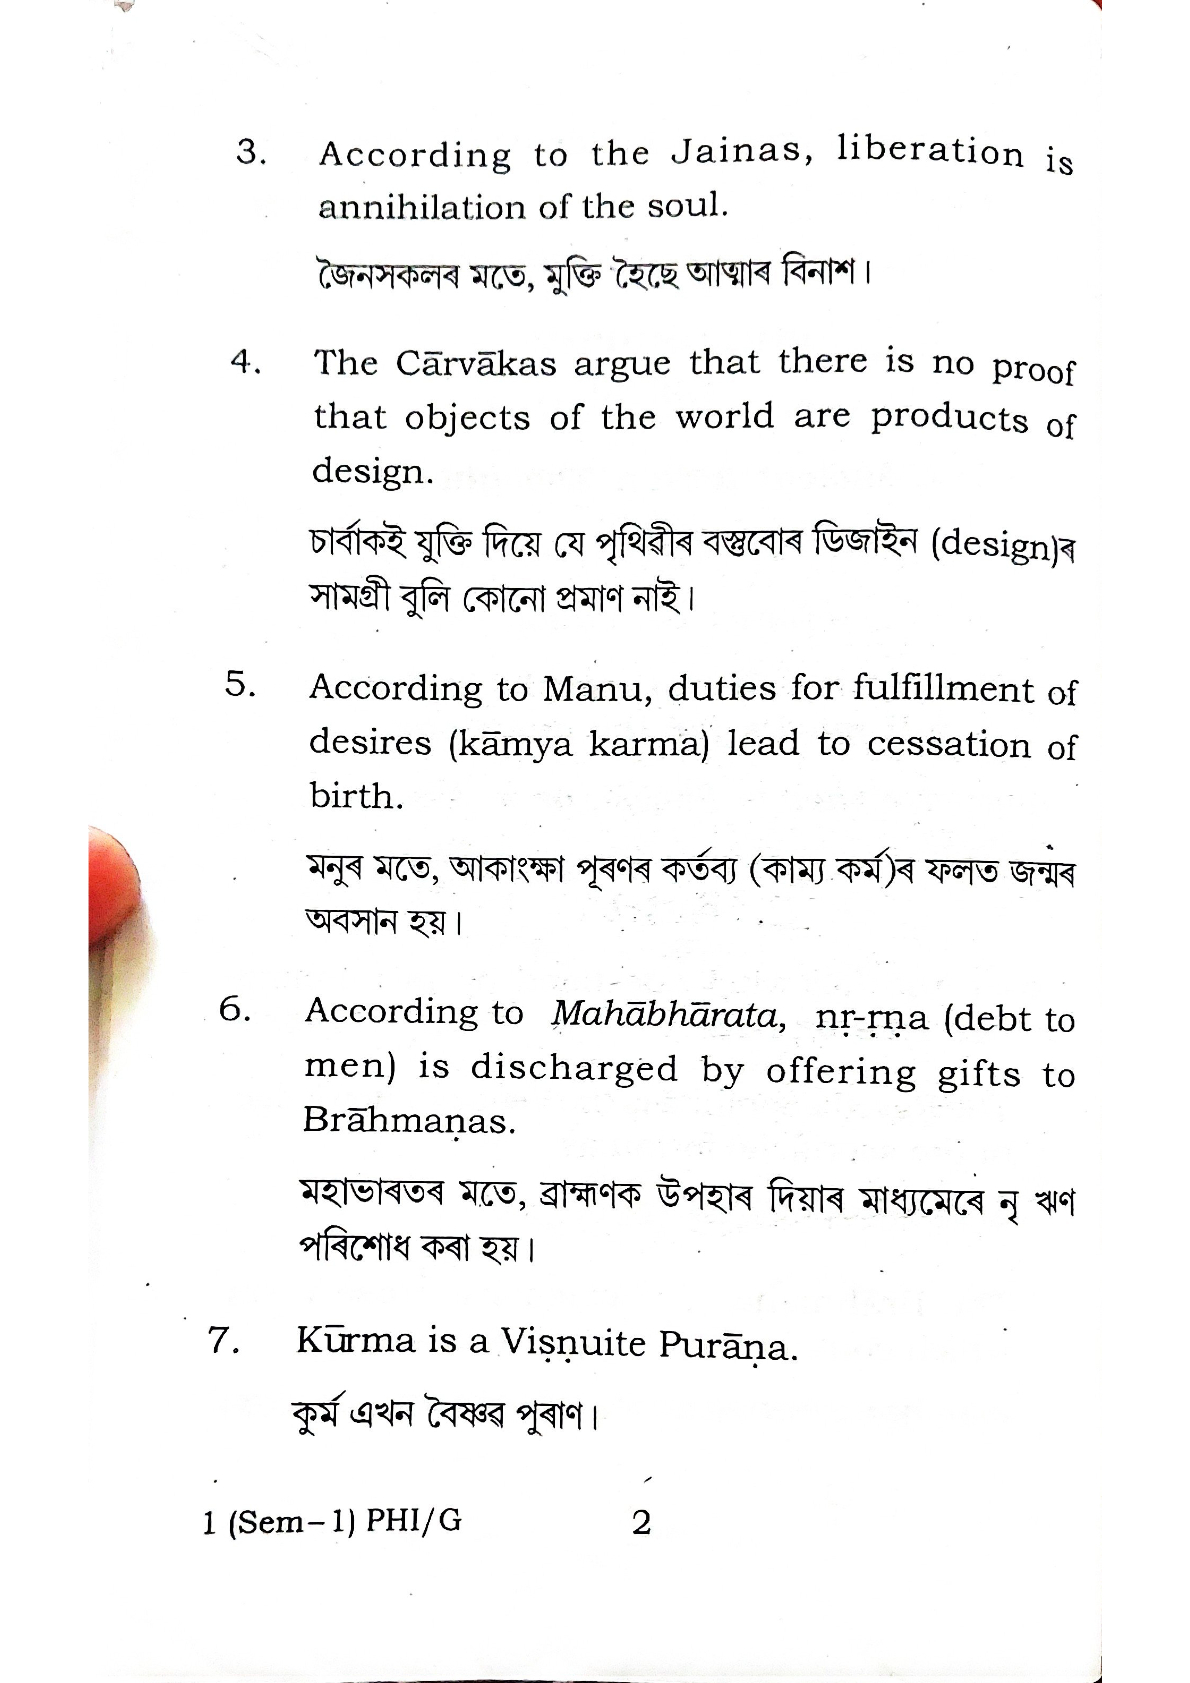 3. According to the Jainas, liberation is
annihilation of the soul.
জৈনসকলৰ মতে, মুক্তি হৈছে আত্মাৰ বিনাশ।
4. The Cārvākas argue that there is no proof
that objects of the world are products of
design.
চাৰ্বাকই যুক্তি দিয়ে যে পৃথিৱীৰ বস্তুবোৰ ডিজাইন (design)ৰ
সামগ্ৰী বুলি কোনো প্ৰমাণ নাই।
5. According to Manu, duties for fulfillment of
desires (kāmya karma) lead to cessation of
birth.
মনুৰ মতে, আকাংক্ষা পূৰণৰ কৰ্তব্য (কাম্য কৰ্ম)ৰ ফলত জন্মৰ
অবসান হয়।
6. According to Mahābhārata, nṛ-ṛṇa (debt to
men) is discharged by offering gifts to
Brāhmaṇas.
মহাভাৰতৰ মতে, ব্ৰাহ্মণক উপহাৰ দিয়াৰ মাধ্যমেৰে নৃ ঋণ
পৰিশোধ কৰা হয়।
7. Kūrma is a Viṣṇuite Purāṇa.
কুৰ্ম এখন বৈষ্ণৱ পুৰাণ।
1 (Sem–1) PHI/G 2